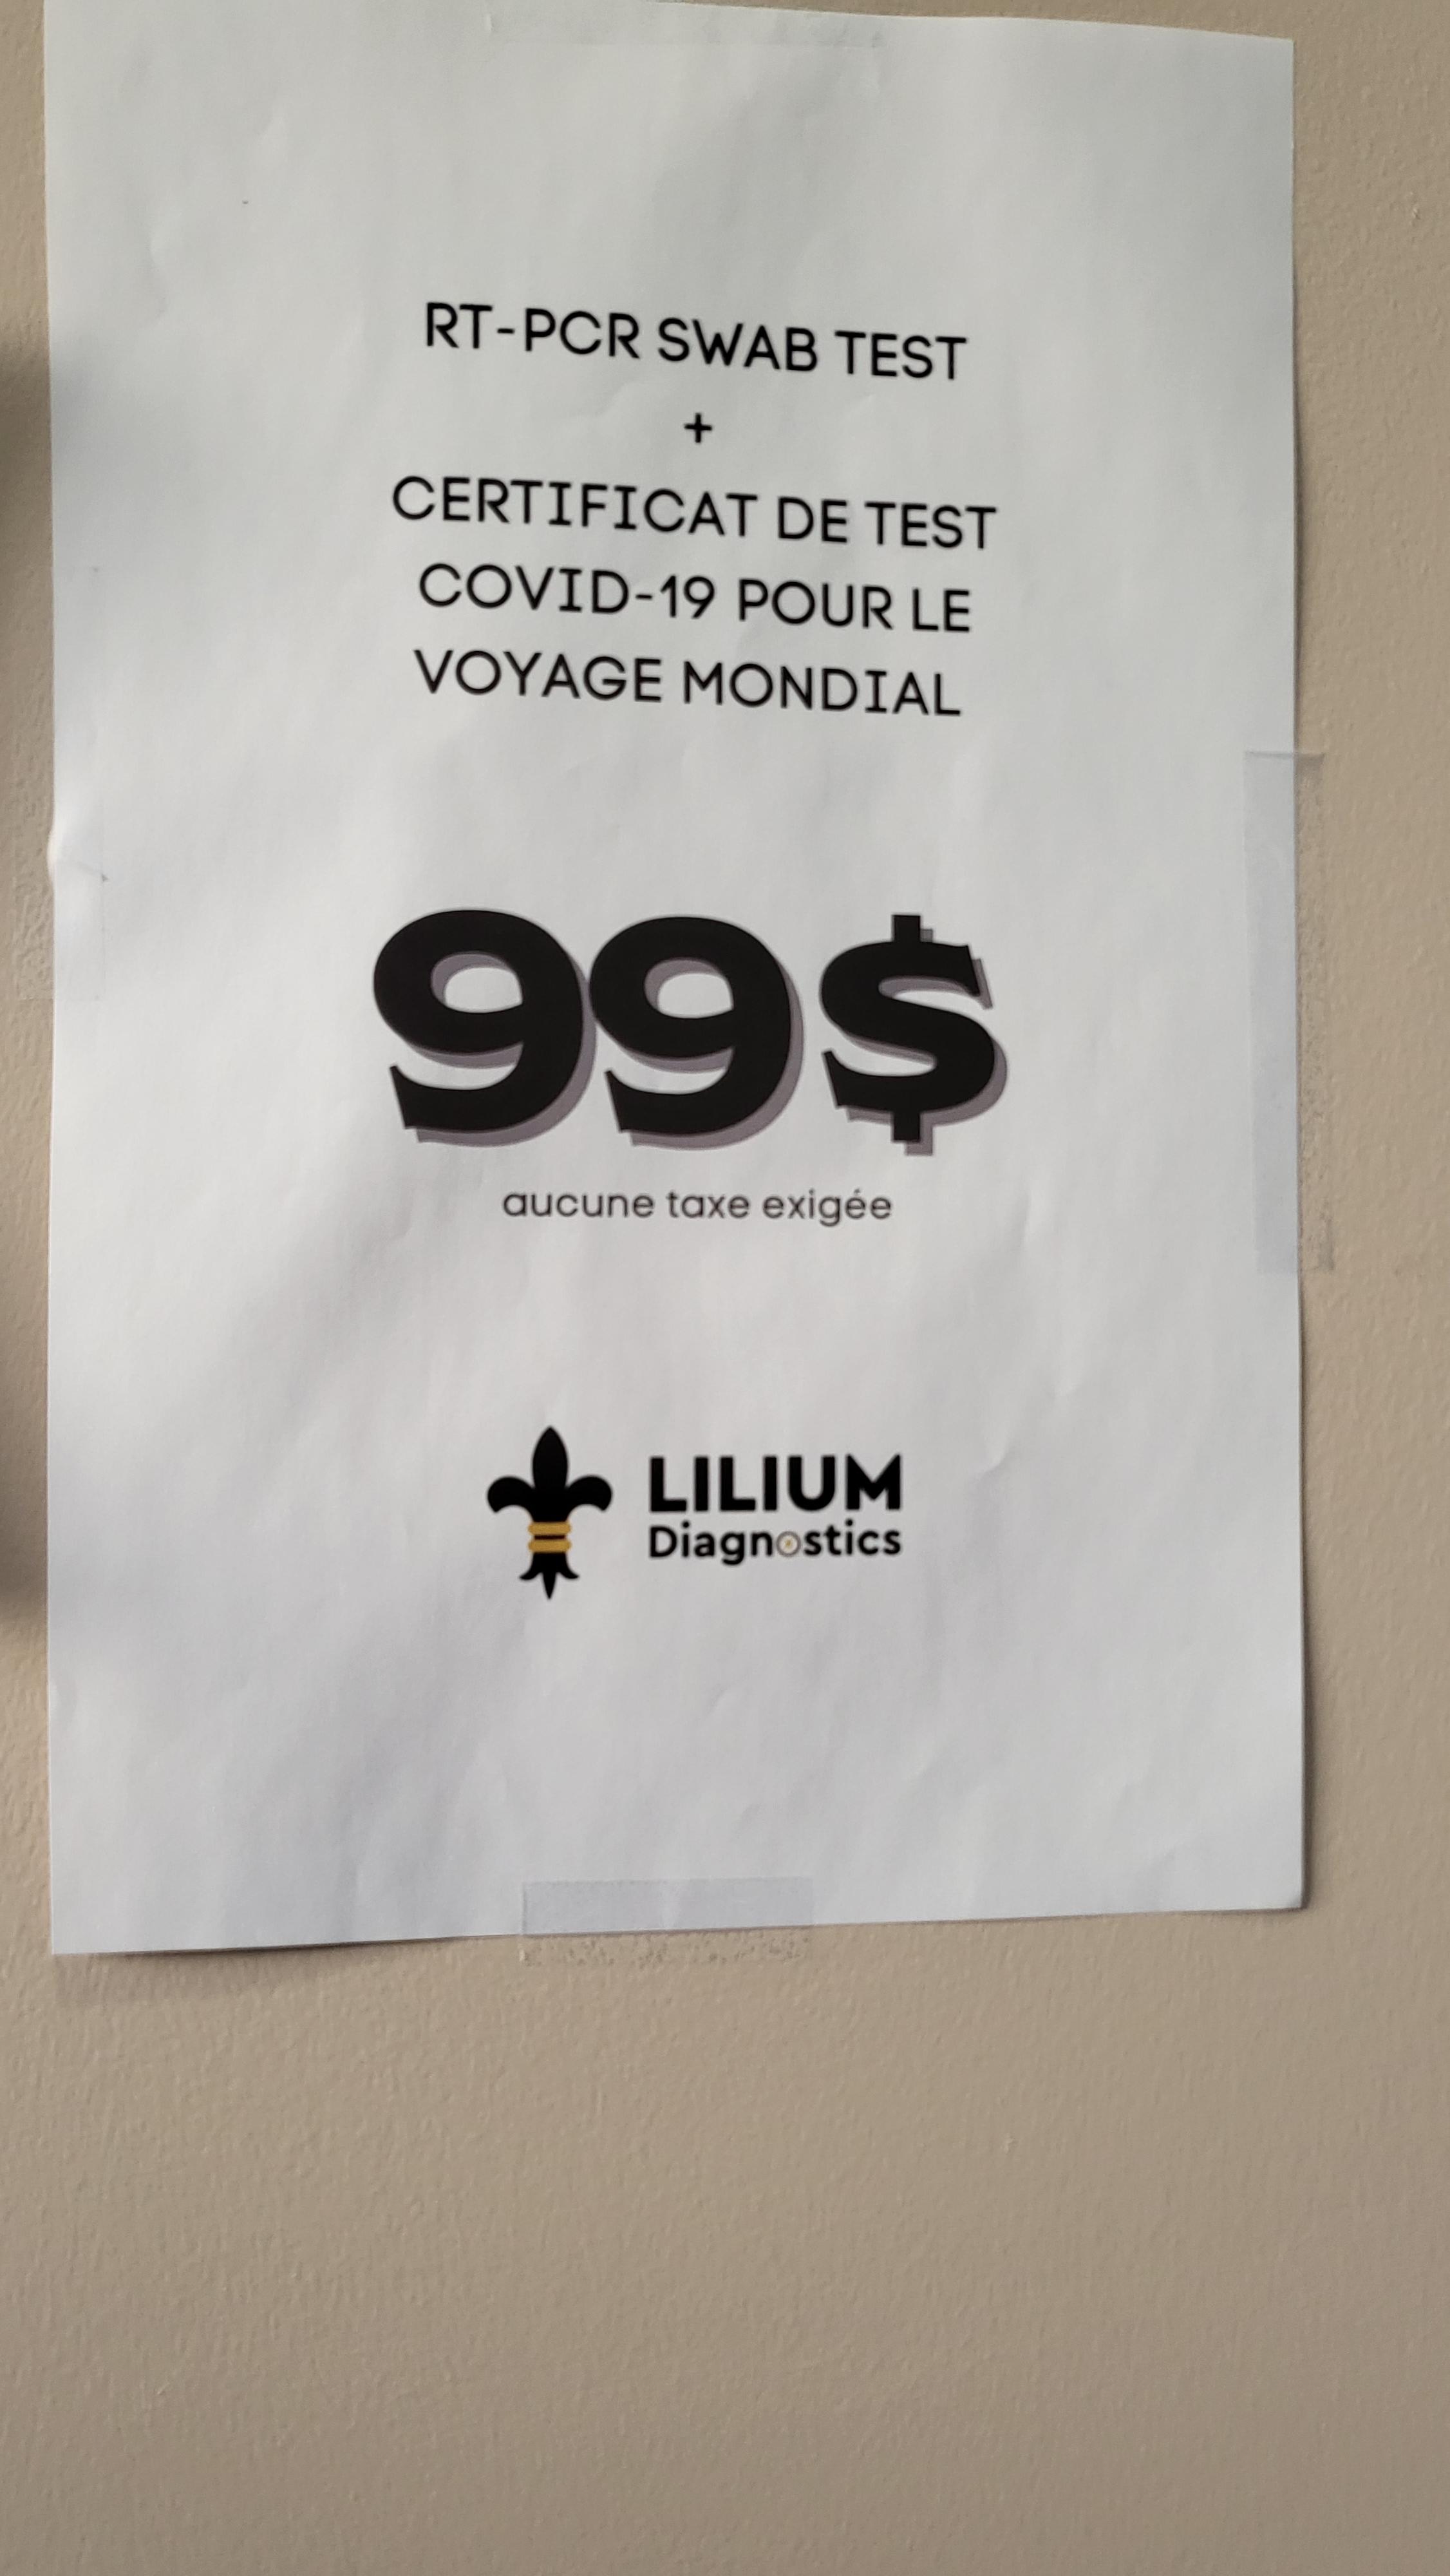 RT-PCR SWAB TEST
+
CERTIFICAT DE TEST
COVID-19 POUR LE
VOYAGE MONDIAL
99$
aucune taxe exigée
LILIUM
Diagnostics